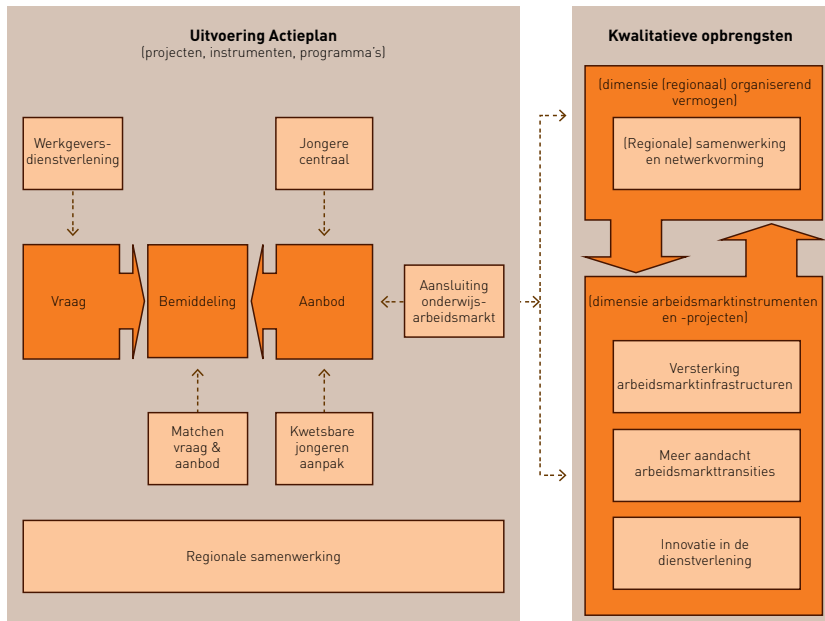 Uitvoering Actieplan
(projecten, instrumenten, programma's)
Werkgevers-
dienstverlening
Jongere
centraal
Vraag
Bemiddeling
Aanbod
Aansluiting
onderwijs-
arbeidsmarkt
Matchen
vraag &
aanbod
Kwetsbare
jongeren
aanpak
Regionale samenwerking
Kwalitatieve opbrengsten
(dimensie (regionaal) organiserend
vermogen)
(Regionale) samenwerking
en netwerkvorming
(dimensie arbeidsmarktinstrumenten
en -projecten)
Versterking
arbeidsmarktinfrastructuren
Meer aandacht
arbeidsmarkttransities
Innovatie in de
dienstverlening